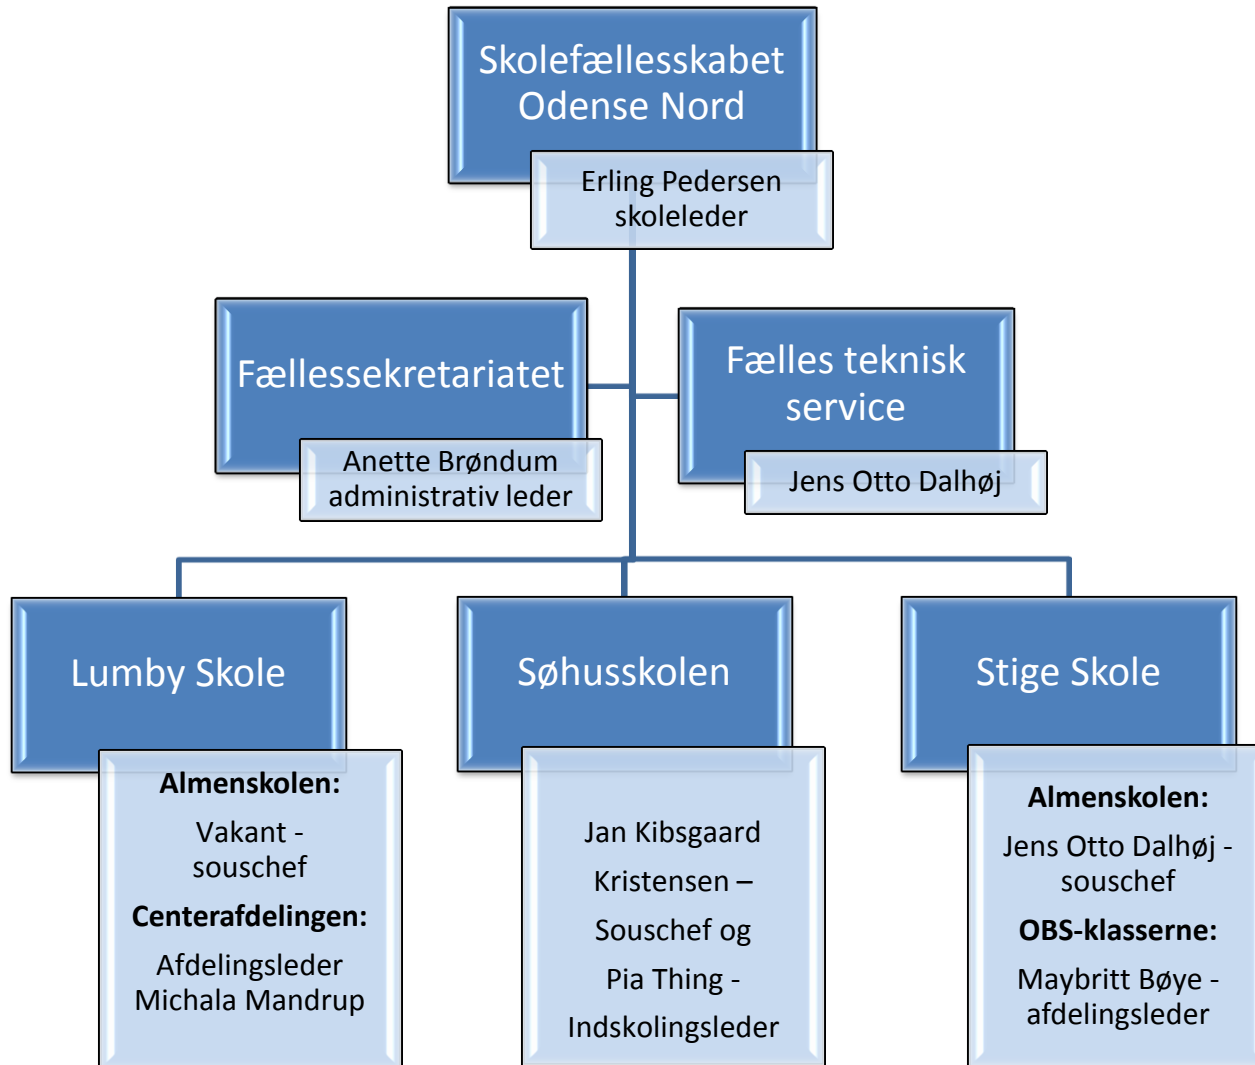 Skolefællesskabet
Odense Nord
Erling Pedersen
skoleleder
Fællessekretariatet
Anette Brøndum
administrativ leder
Fælles teknisk
service
Jens Otto Dalhøj
Lumby Skole
Almenskolen:
Vakant -
souschef
Centerafdelingen:
Afdelingsleder
Michala Mandrup
Søhusskolen
Jan Kibsgaard
Kristensen –
Souschef og
Pia Thing -
Indskolingsleder
Stige Skole
Almenskolen:
Jens Otto Dalhøj -
souschef
OBS-klasserne:
Maybritt Bøye -
afdelingsleder